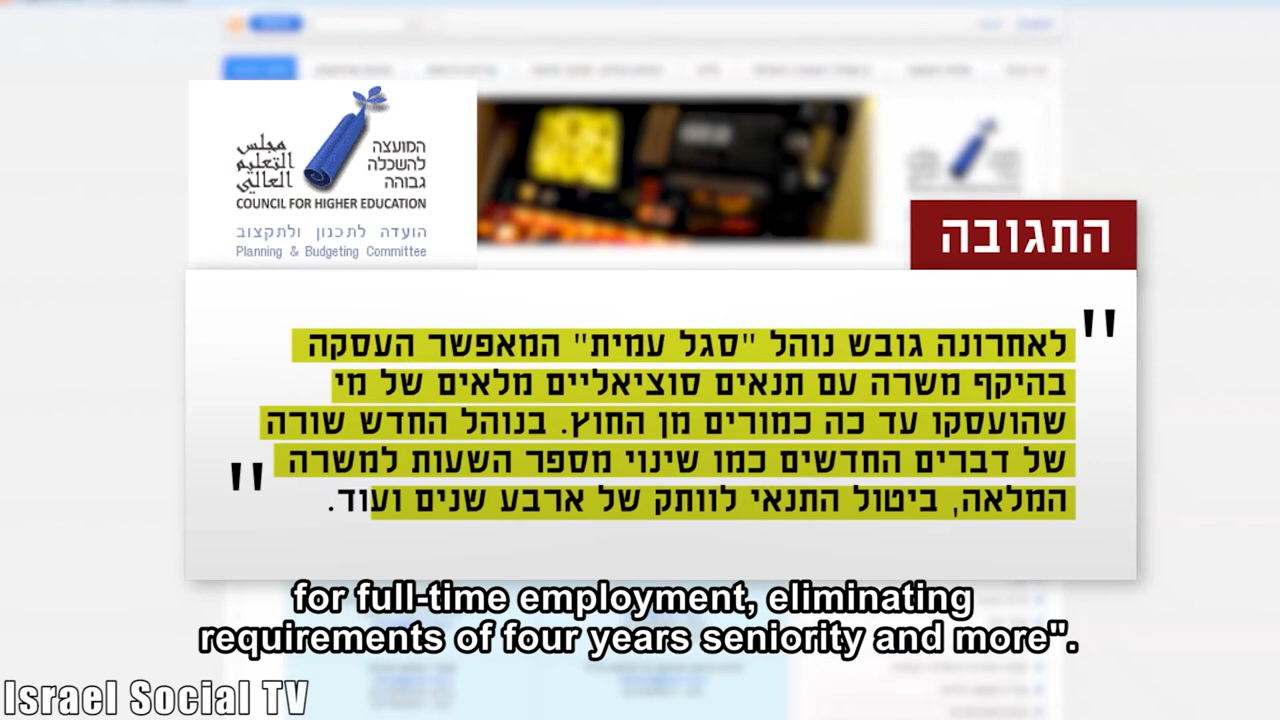 המועצה
להשכלה
גבוהה
مجلس
التعليم
العالي
COUNCIL FOR HIGHER EDUCATION
הועדה לתכנון ולתקצוב
Planning & Budgeting Committee
התגובה
"לאחרונה גובש נוהל "סגל עמית" המאפשר העסקה
בהיקף משרה עם תנאים סוציאליים מלאים של מי
שהועסקו עד כה כמורים מן החוץ. בנוהל החדש שורה
של דברים החדשים כמו שינוי מספר השעות למשרה
המלאה, ביטול התנאי לוותק של ארבע שנים ועוד."
for full-time employment, eliminating
requirements of four years seniority and more".
Israel Social TV